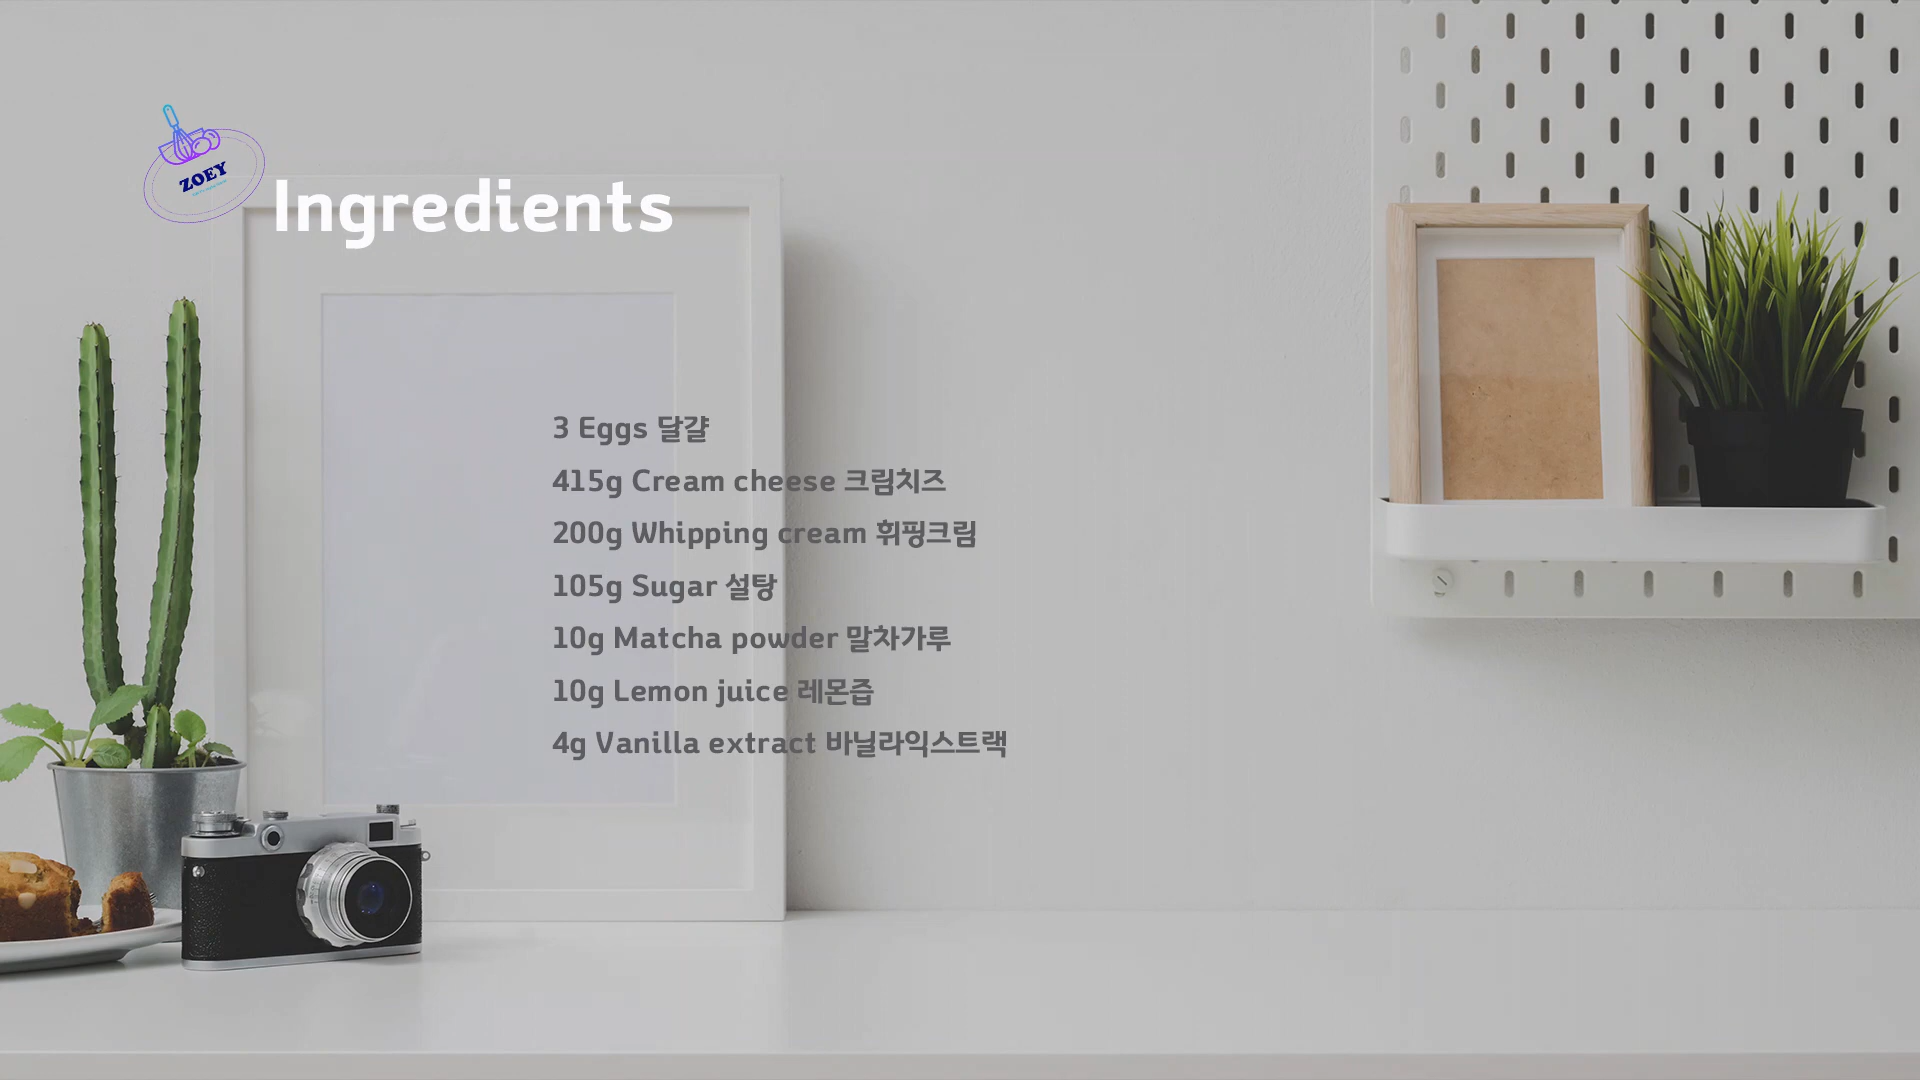 ZOEY
Ingredients
3 Eggs 달걀
415g Cream cheese 크림치즈
200g Whipping cream 휘핑크림
105g Sugar 설탕
10g Matcha powder 말차가루
10g Lemon juice 레몬즙
4g Vanilla extract 바닐라익스트랙